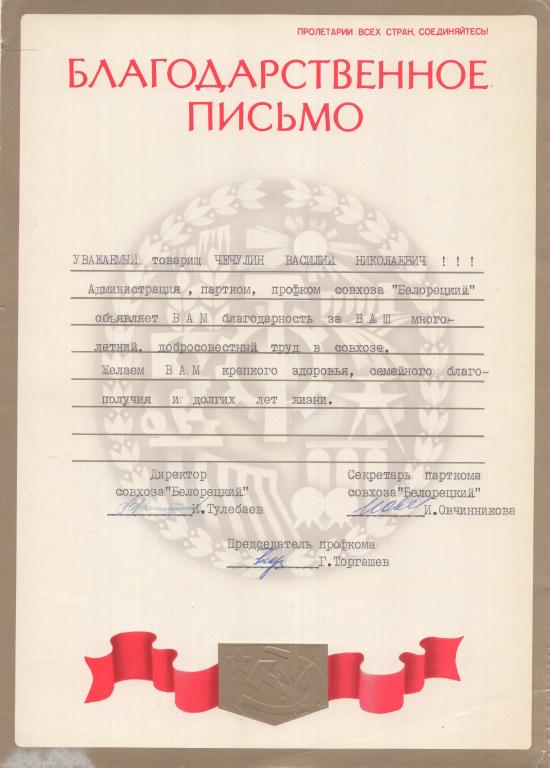 ПРОЛЕТАРИИ ВСЕХ СТРАН, СОЕДИНЯЙТЕСЬ!
БЛАГОДАРСТВЕННОЕ
ПИСЬМО
УВАЖАЕМЫЙ товарищ ЧЕЧУЛИН ВАСИЛИЙ НИКОЛАЕВИЧ ! ! !
Администрация, партком, профком совхоза "Белорецкий"
объявляет В А М благодарность за В А Ш много-
летний, добросовестный труд в совхозе.
Желаем В А М крепкого здоровья, семейного благо-
получия и долгих лет жизни.
Директор
совхоза"Белорецкий"
И.Тулебаев
Секретарь парткома
совхоза"Белорецкий"
И.Овчинникова
Председатель профкома
Г.Торгашев